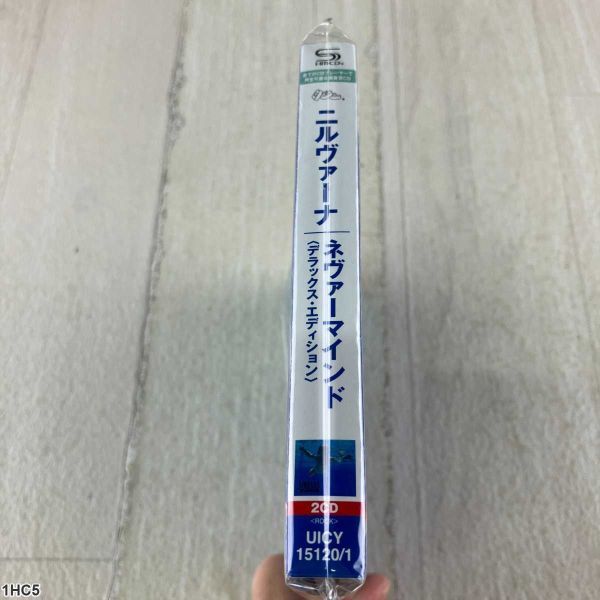 SHM-CD
ニルヴァーナ
ネヴァーマインド
〈デラックス・エディション〉
2CD
<ROCK>
UICY
15120/1
1HC5